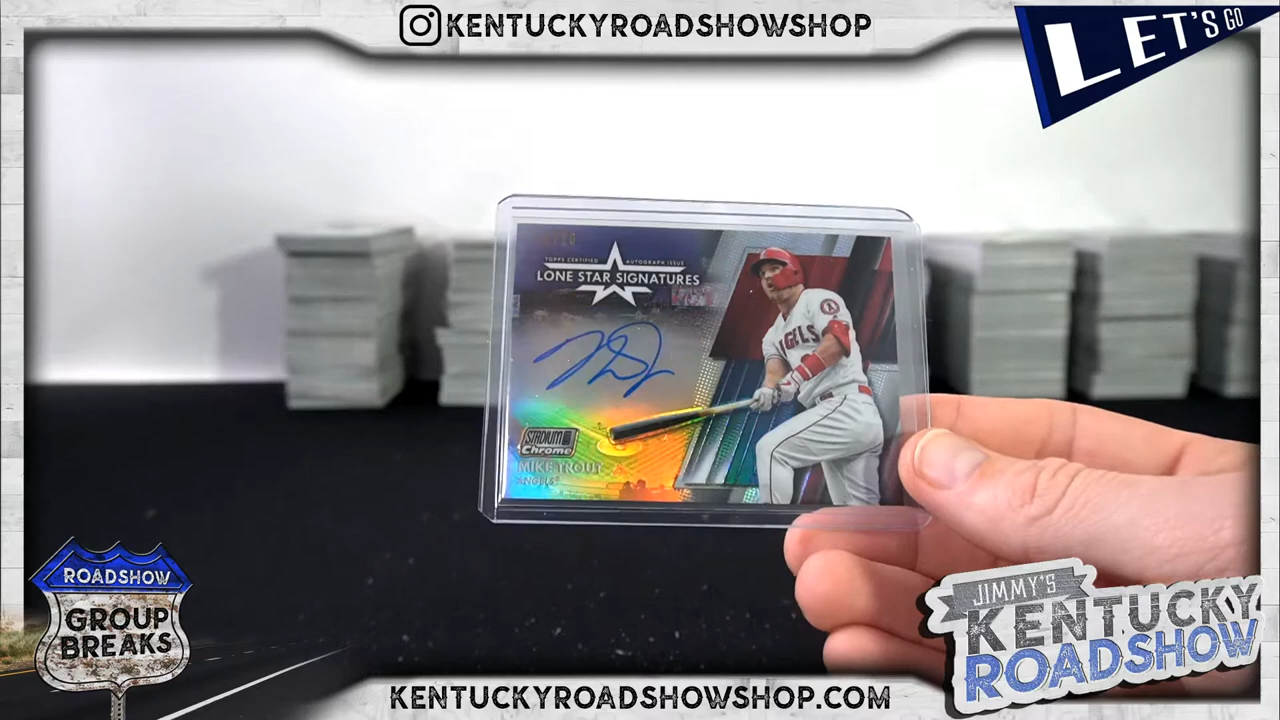 KENTUCKYROADSHOWSHOP
LET'S GO
TOPPS CERTIFIED AUTOGRAPH ISSUE
LONE STAR SIGNATURES
ANGELS
STADIUM
Chrome
MIKE TROUT
ANGELS
ROADSHOW
GROUP
BREAKS
JIMMY'S
KENTUCKY
ROADSHOW
KENTUCKYROADSHOWSHOP.COM